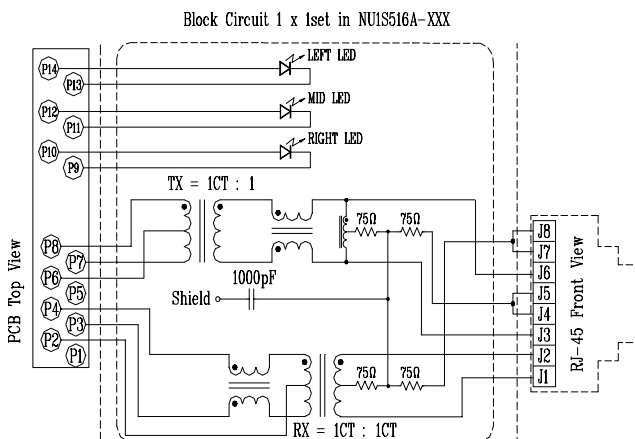 Block Circuit 1 x 1set in NU1S516A-XXX
LEFT LED
P14
P13
MID LED
P12
P11
RIGHT LED
P10
P9
TX = 1CT : 1
75Ω 75Ω
P8
J8
J7
P7
J6
1000pF
P6
P5
Shield
J5
J4
P4
P3
J3
P2
J2
P1
75Ω 75Ω
J1
RX = 1CT : 1CT
PCB Top View
RJ-45 Front View